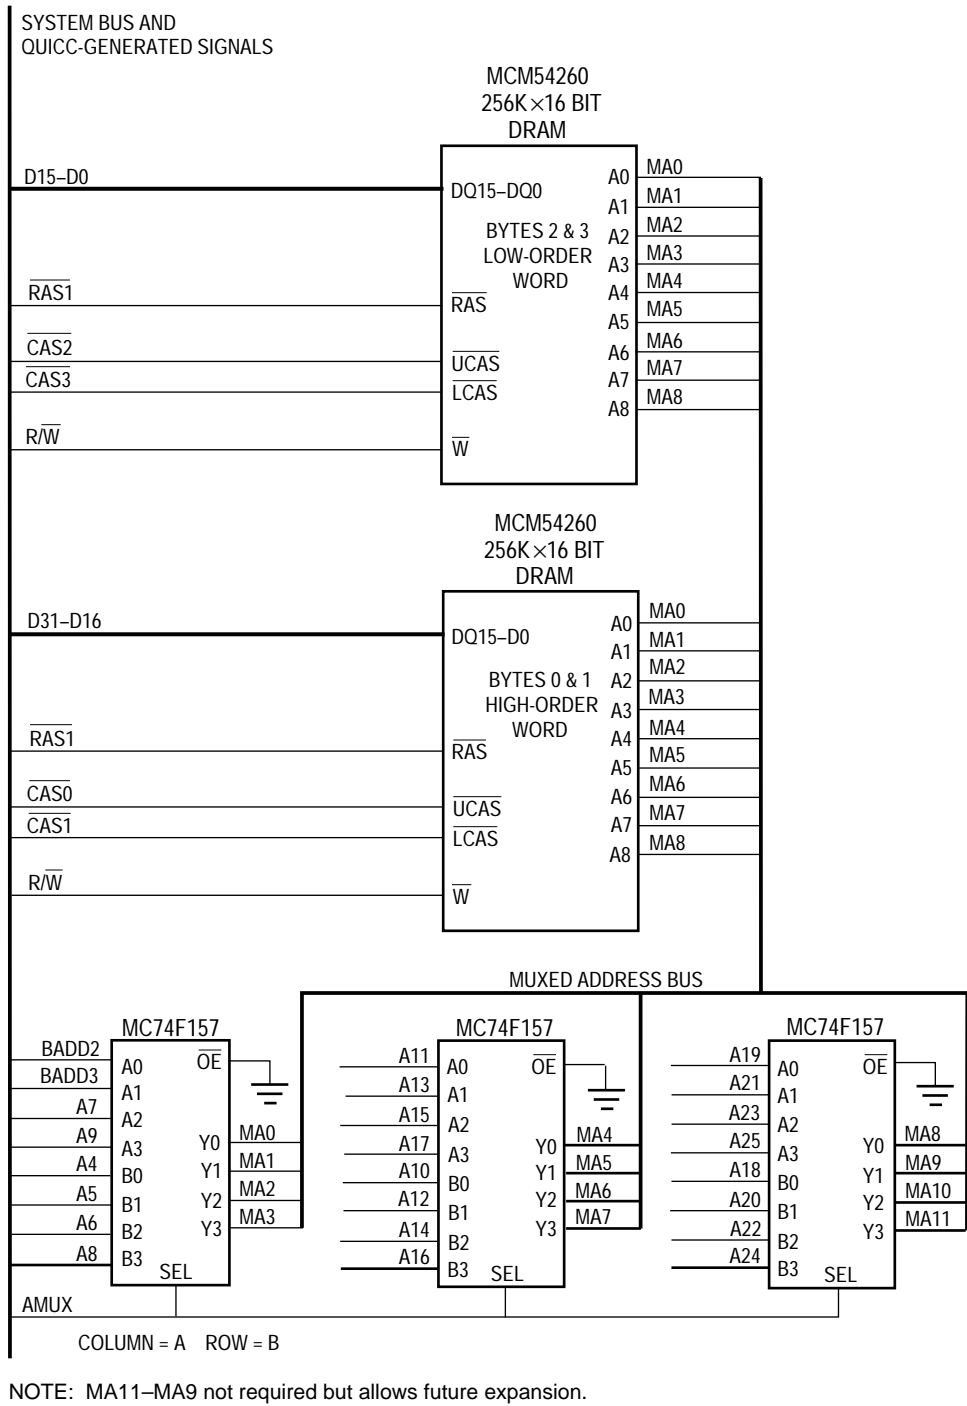 SYSTEM BUS AND
QUICC-GENERATED SIGNALS
MCM54260
256K×16 BIT
DRAM
D15–D0
DQ15–DQ0
BYTES 2 & 3
LOW-ORDER
WORD
RAS1
RAS
CAS2
UCAS
CAS3
LCAS
R/W
W
A0 MA0
A1 MA1
A2 MA2
A3 MA3
A4 MA4
A5 MA5
A6 MA6
A7 MA7
A8 MA8
MCM54260
256K×16 BIT
DRAM
D31–D16
DQ15–D0
BYTES 0 & 1
HIGH-ORDER
WORD
RAS1
RAS
CAS0
UCAS
CAS1
LCAS
R/W
W
A0 MA0
A1 MA1
A2 MA2
A3 MA3
A4 MA4
A5 MA5
A6 MA6
A7 MA7
A8 MA8
MUXED ADDRESS BUS
MC74F157
BADD2 A0
BADD3 A1
A7 A2
A9 A3
A4 B0
A5 B1
A6 B2
A8 B3
OE
Y0 MA0
Y1 MA1
Y2 MA2
Y3 MA3
SEL
MC74F157
A11 A0
A13 A1
A15 A2
A17 A3
A10 B0
A12 B1
A14 B2
A16 B3
OE
Y0 MA4
Y1 MA5
Y2 MA6
Y3 MA7
SEL
MC74F157
A19 A0
A21 A1
A23 A2
A25 A3
A18 B0
A20 B1
A22 B2
A24 B3
OE
Y0 MA8
Y1 MA9
Y2 MA10
Y3 MA11
SEL
AMUX
COLUMN = A ROW = B
NOTE: MA11–MA9 not required but allows future expansion.